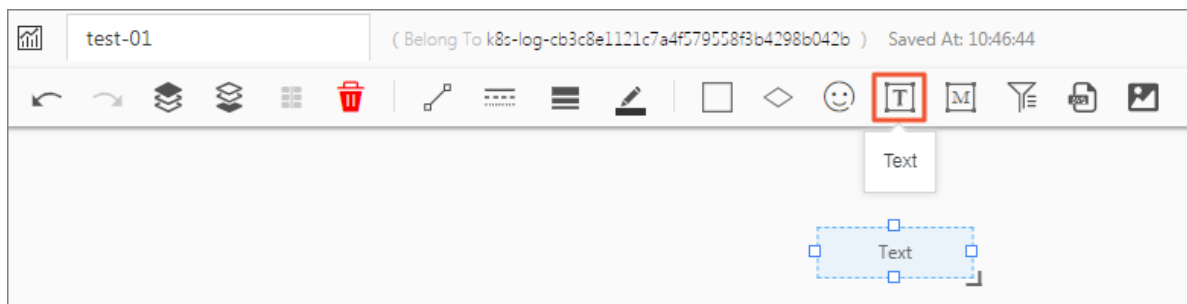 test-01
( Belong To k8s-log-cb3c8e1121c7a4f579558f3b4298b042b ) Saved At: 10:46:44
T
M
Text
Text